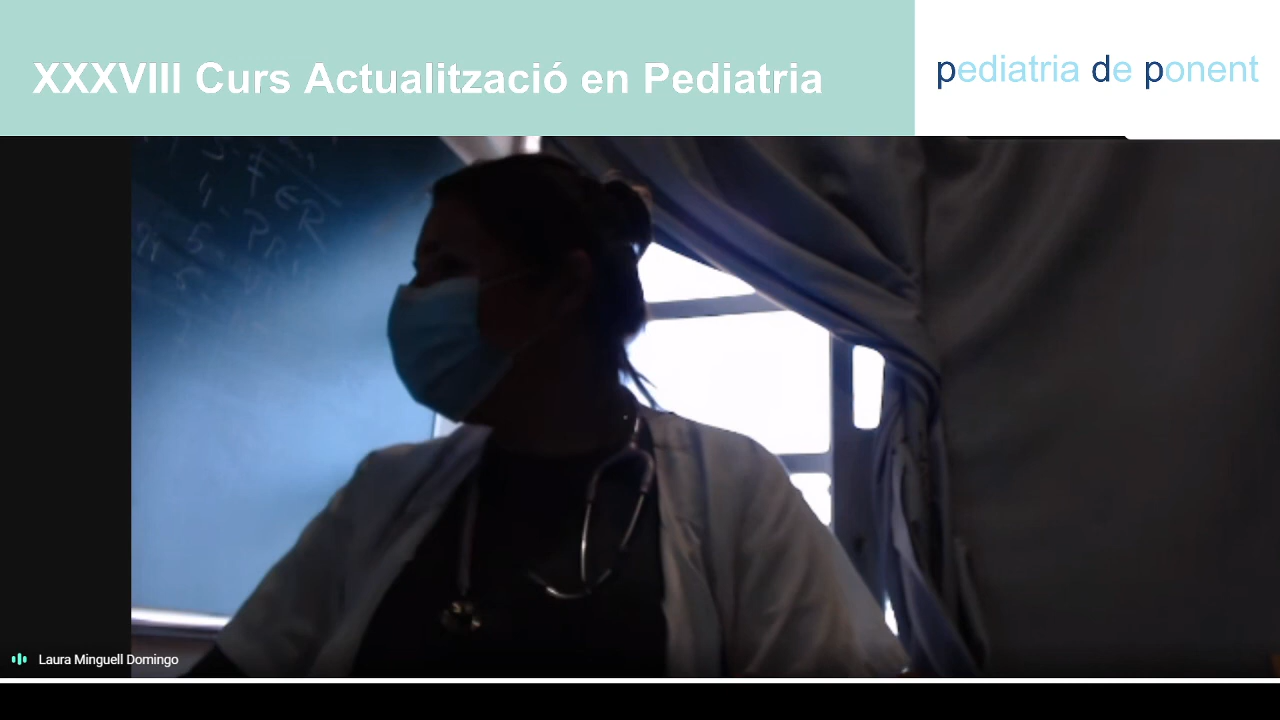 XXXVIII Curs Actualització en Pediatria
pediatria de ponent
Laura Minguell Domingo